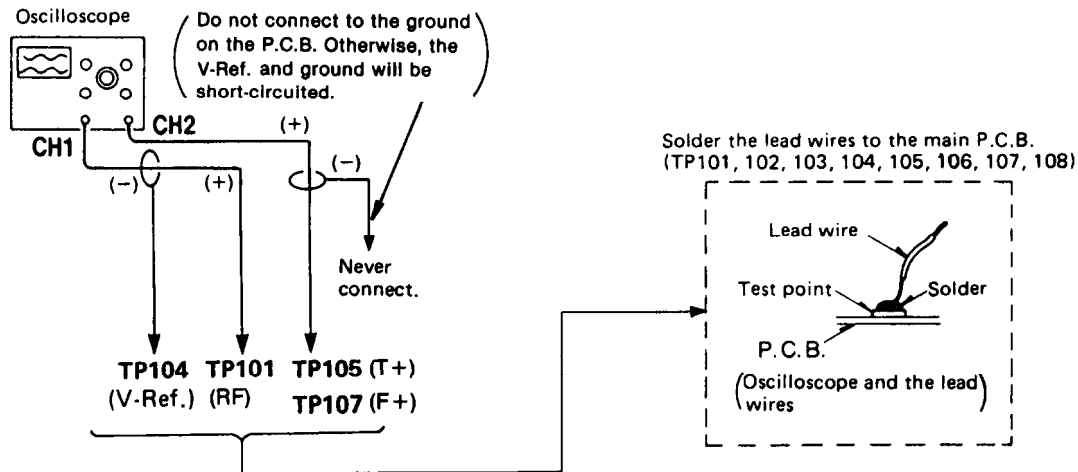 Oscilloscope
Do not connect to the ground
on the P.C.B. Otherwise, the
V-Ref. and ground will be
short-circuited.
CH2
(+)
CH1
(-)
(+)
(-)
Never
connect.
TP104 TP101 TP105 (T+)
(V-Ref.) (RF) TP107 (F+)
Solder the lead wires to the main P.C.B.
(TP101, 102, 103, 104, 105, 106, 107, 108)
Lead wire
Test point
Solder
P.C.B.
(Oscilloscope and the lead)
wires